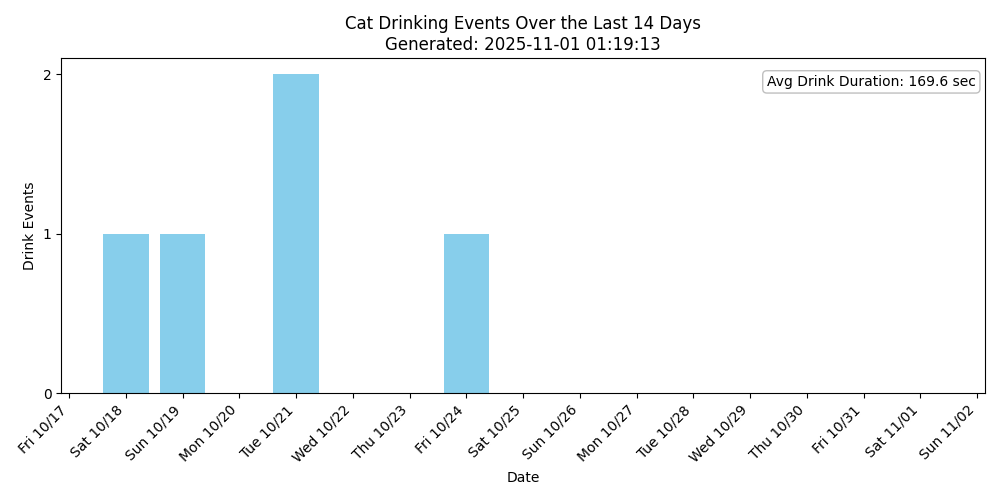 Cat Drinking Events Over the Last 14 Days
Generated: 2025-11-01 01:19:13
Avg Drink Duration: 169.6 sec
Drink Events
2
1
0
Fri 10/17
Sat 10/18
Sun 10/19
Mon 10/20
Tue 10/21
Wed 10/22
Thu 10/23
Fri 10/24
Sat 10/25
Sun 10/26
Mon 10/27
Tue 10/28
Wed 10/29
Thu 10/30
Fri 10/31
Sat 11/01
Sun 11/02
Date